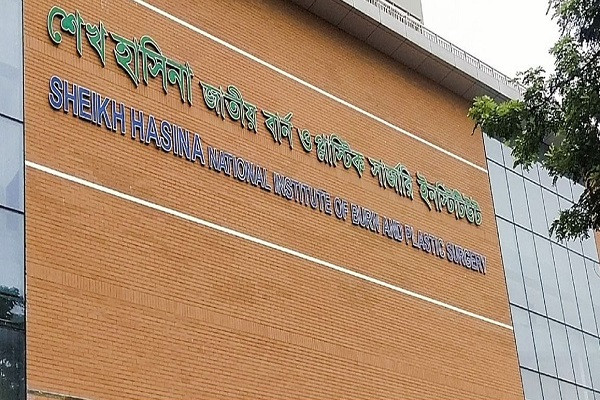 শেখ হাসিনা জাতীয় বার্ন ও প্লাস্টিক সার্জারি ইনস্টিটিউট
SHEIKH HASINA NATIONAL INSTITUTE OF BURN AND PLASTIC SURGERY